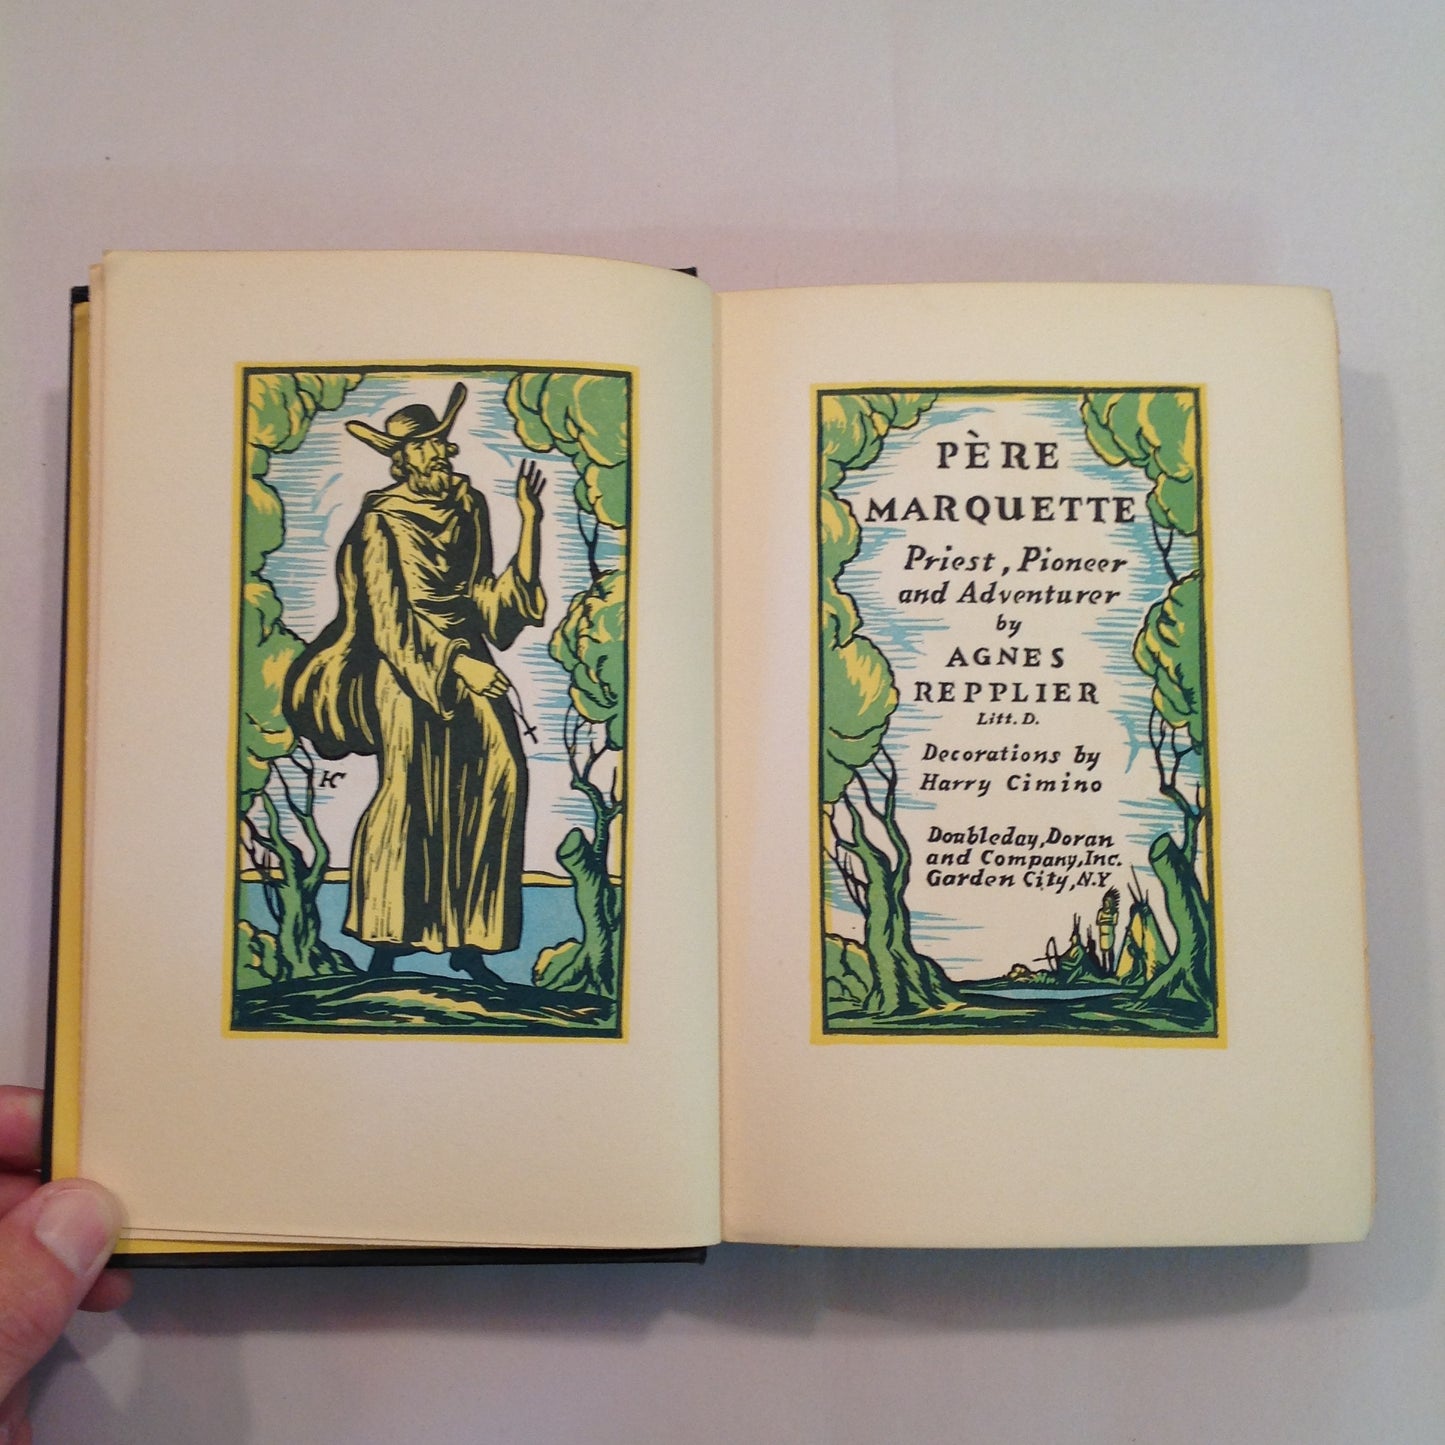 HC
PÈRE
MARQUETTE
Priest, Pioneer
and Adventurer
by
AGNES
REPPLIER
Litt. D.
Decorations by
Harry Cimino
Doubleday, Doran
and Company, Inc.
Garden City, N.Y.